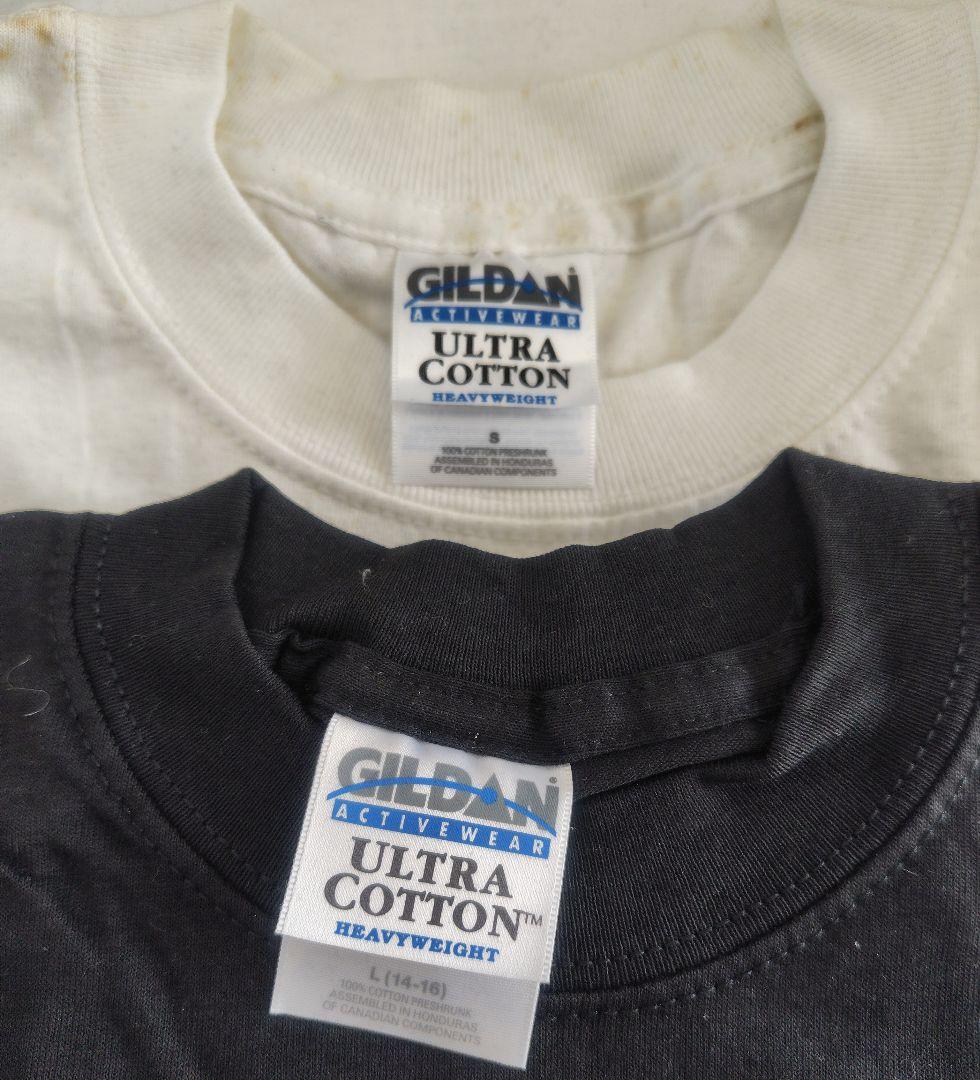 GILDAN
ACTIVEWEAR
ULTRA
COTTON
HEAVYWEIGHT
S
100% COTTON PRESHRUNK
ASSEMBLED IN HONDURAS
OF CANADIAN COMPONENTS
GILDAN®
ACTIVEWEAR
ULTRA
COTTON™
HEAVYWEIGHT
L (14-16)
100% COTTON PRESHRUNK
ASSEMBLED IN HONDURAS
OF CANADIAN COMPONENTS